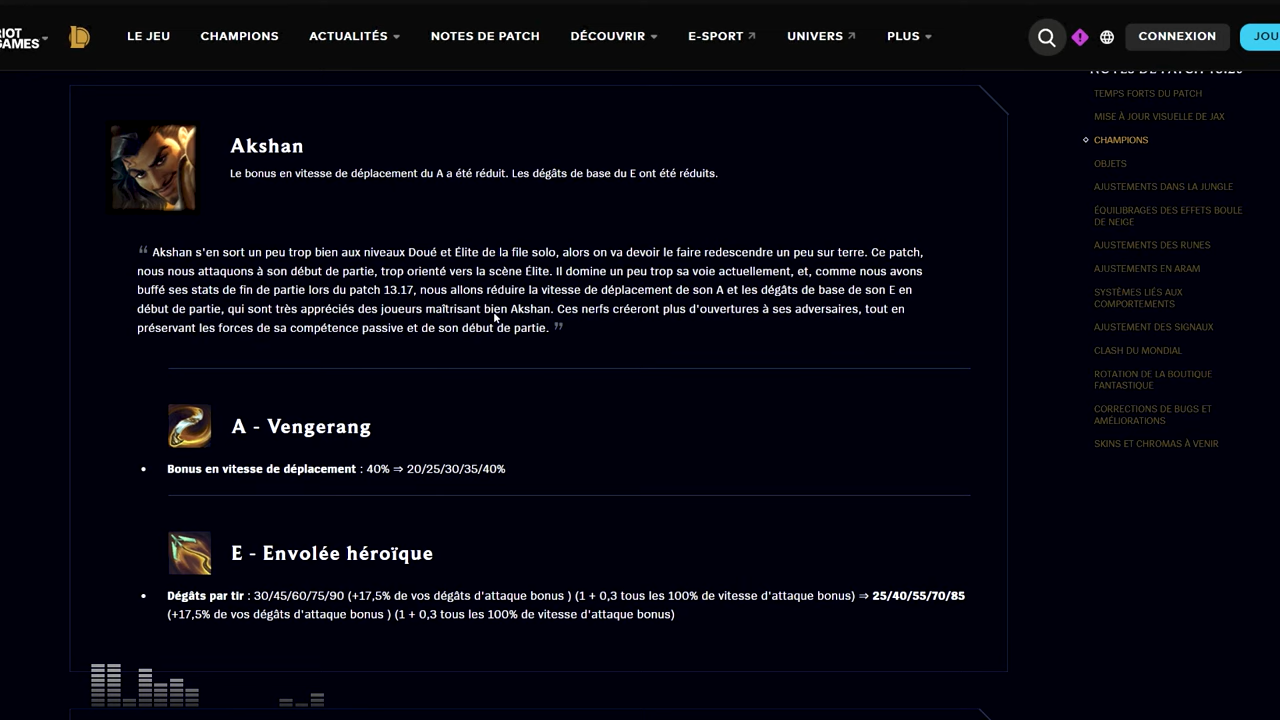 RIOT
GAMES
LE JEU
CHAMPIONS
ACTUALITÉS
NOTES DE PATCH
DÉCOUVRIR
E-SPORT
UNIVERS
PLUS
CONNEXION
JOU
NOTES DE PATCH 13.20
TEMPS FORTS DU PATCH
MISE À JOUR VISUELLE DE JAX
CHAMPIONS
OBJETS
AJUSTEMENTS DANS LA JUNGLE
ÉQUILIBRAGES DES EFFETS BOULE
DE NEIGE
AJUSTEMENTS DES RUNES
AJUSTEMENTS EN ARAM
SYSTÈMES LIÉS AUX
COMPORTEMENTS
AJUSTEMENT DES SIGNAUX
CLASH DU MONDIAL
ROTATION DE LA BOUTIQUE
FANTASTIQUE
CORRECTIONS DE BUGS ET
AMÉLIORATIONS
SKINS ET CHROMAS À VENIR
Akshan
Le bonus en vitesse de déplacement du A a été réduit. Les dégâts de base du E ont été réduits.
“ Akshan s'en sort un peu trop bien aux niveaux Doué et Élite de la file solo, alors on va devoir le faire redescendre un peu sur terre. Ce patch,
nous nous attaquons à son début de partie, trop orienté vers la scène Élite. Il domine un peu trop sa voie actuellement, et, comme nous avons
buffé ses stats de fin de partie lors du patch 13.17, nous allons réduire la vitesse de déplacement de son A et les dégâts de base de son E en
début de partie, qui sont très appréciés des joueurs maîtrisant bien Akshan. Ces nerfs créeront plus d'ouvertures à ses adversaires, tout en
préservant les forces de sa compétence passive et de son début de partie. ”
A - Vengerang
• Bonus en vitesse de déplacement : 40% ⇒ 20/25/30/35/40%
E - Envolée héroïque
• Dégâts par tir : 30/45/60/75/90 (+17,5% de vos dégâts d'attaque bonus ) (1 + 0,3 tous les 100% de vitesse d'attaque bonus) ⇒ 25/40/55/70/85
(+17,5% de vos dégâts d'attaque bonus ) (1 + 0,3 tous les 100% de vitesse d'attaque bonus)